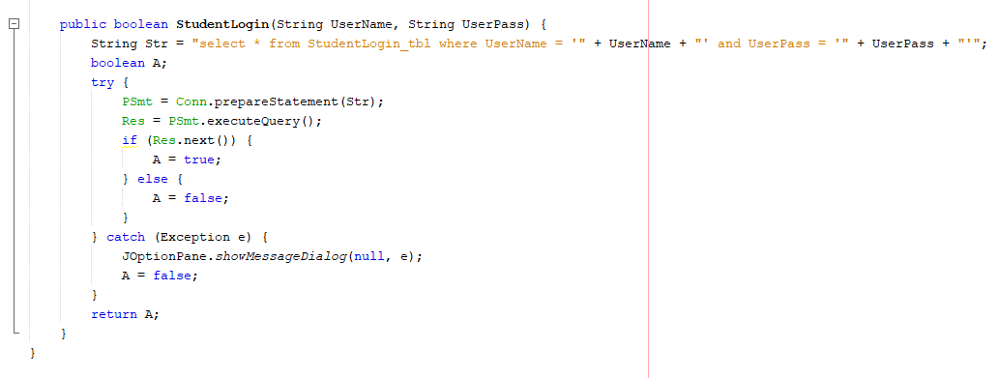 public boolean StudentLogin(String UserName, String UserPass) {
String Str = "select * from StudentLogin_tbl where UserName = '" + UserName + "' and UserPass = '" + UserPass + "'";
boolean A;
try {
PSmt = Conn.prepareStatement(Str);
Res = PSmt.executeQuery();
if (Res.next()) {
A = true;
} else {
A = false;
}
} catch (Exception e) {
JOptionPane.showMessageDialog(null, e);
A = false;
}
return A;
}
}